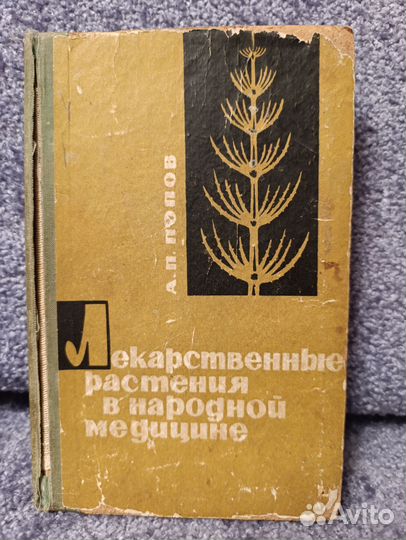 А. П. ПОПОВ
Лекарственные
растения
в народной
медицине
Avito